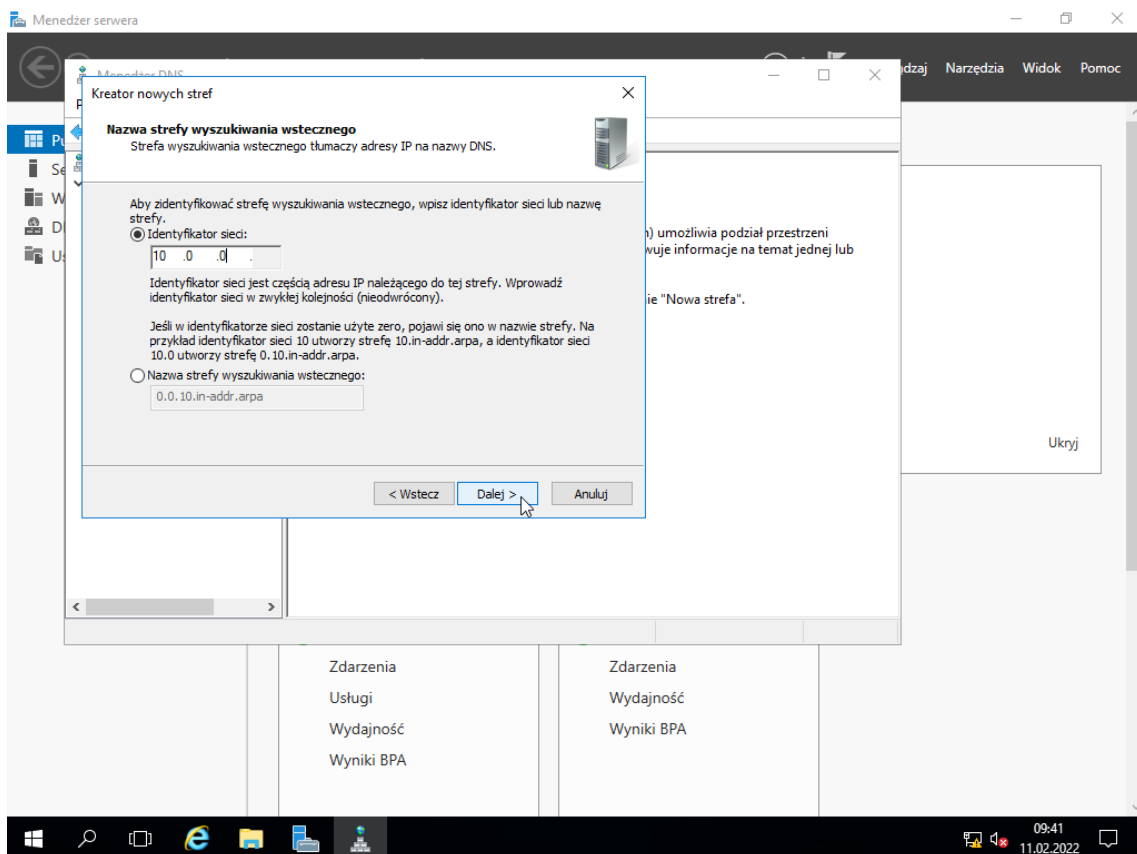 Menedżer serwera
Narzędzia Widok Pomoc
Menedżer DNS
Kreator nowych stref
Nazwa strefy wyszukiwania wstecznego
Strefa wyszukiwania wstecznego tłumaczy adresy IP na nazwy DNS.
Aby zidentyfikować strefę wyszukiwania wstecznego, wpisz identyfikator sieci lub nazwę
strefy.
Identyfikator sieci:
10 .0 .0 .
Identyfikator sieci jest częścią adresu IP należącego do tej strefy. Wprowadź
identyfikator sieci w zwykłej kolejności (nieodwrócony).
Jeśli w identyfikatorze sieci zostanie użyte zero, pojawi się ono w nazwie strefy. Na
przykład identyfikator sieci 10 utworzy strefę 10.in-addr.arpa, a identyfikator sieci
10.0 utworzy strefę 0.10.in-addr.arpa.
Nazwa strefy wyszukiwania wstecznego:
0.0.10.in-addr.arpa
< Wstecz Dalej > Anuluj
umożliwia podział przestrzeni
informacje na temat jednej lub
"Nowa strefa".
Ukryj
Zdarzenia
Usługi
Wydajność
Wyniki BPA
Zdarzenia
Wydajność
Wyniki BPA
09:41
11.02.2022